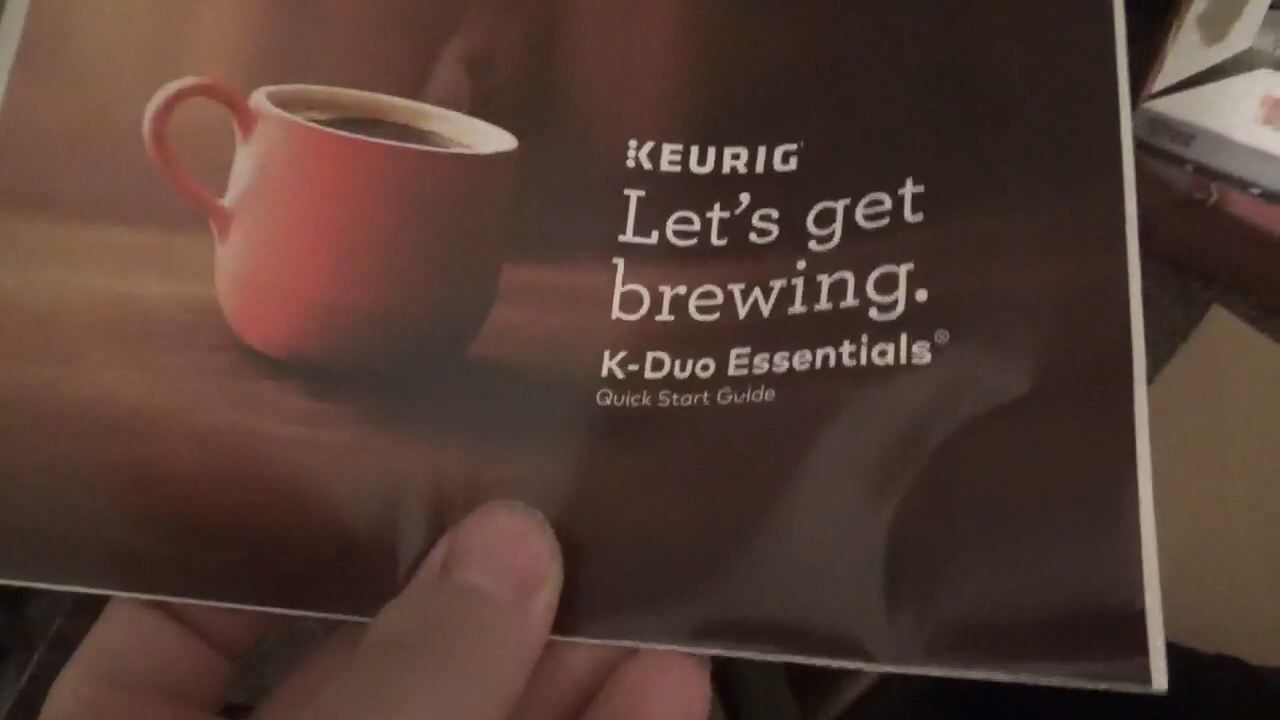 KEURIG
Let's get
brewing.
K-Duo Essentials®
Quick Start Guide